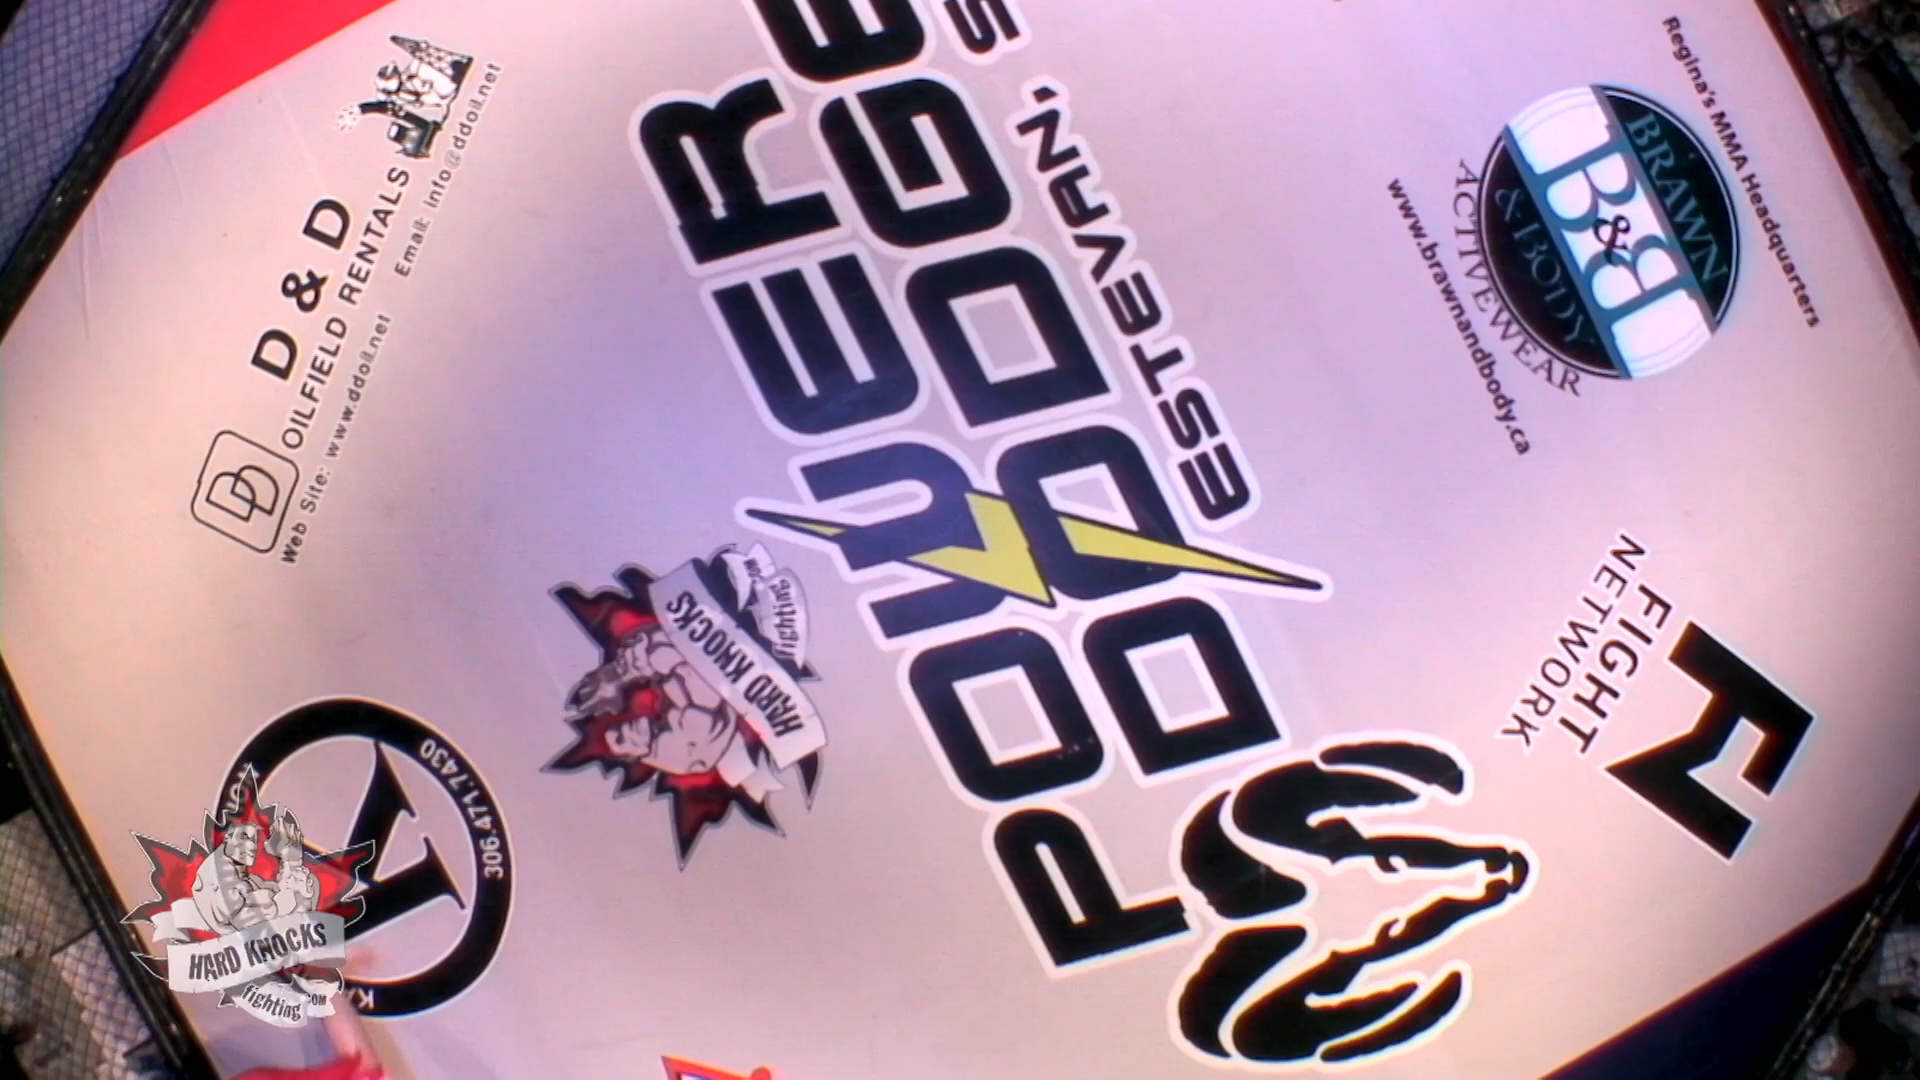 D & D
OILFIELD RENTALS
Web Site: www.ddoil.net Email: info@ddoil.net
DD
POWER
DODGE
ESTEVAN, S
Regina's MMA Headquarters
BRAWN
B&B
& BODY
ACTIVEWEAR
www.brawnandbody.ca
FIGHT
NETWORK
HARD KNOCKS
fighting
.COM
306.471.7430
K
HARD KNOCKS
fighting
.COM